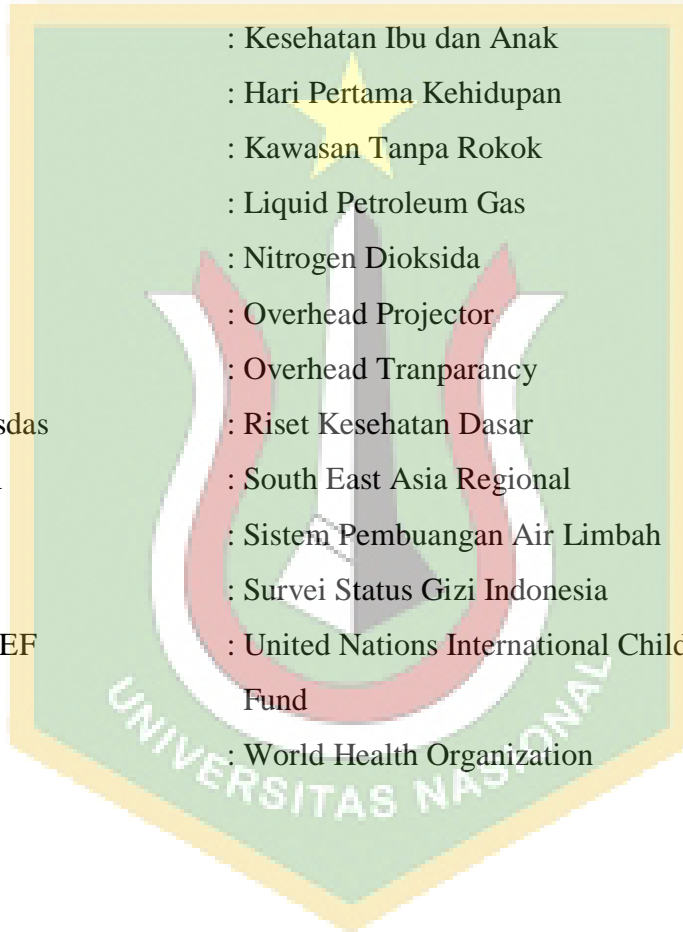 : Kesehatan Ibu dan Anak
: Hari Pertama Kehidupan
: Kawasan Tanpa Rokok
: Liquid Petroleum Gas
: Nitrogen Dioksida
: Overhead Projector
: Overhead Tranparancy
sdas : Riset Kesehatan Dasar
: South East Asia Regional
: Sistem Pembuangan Air Limbah
: Survei Status Gizi Indonesia
EF : United Nations International Child
Fund
: World Health Organization
UNIVERSITAS NASIONAL